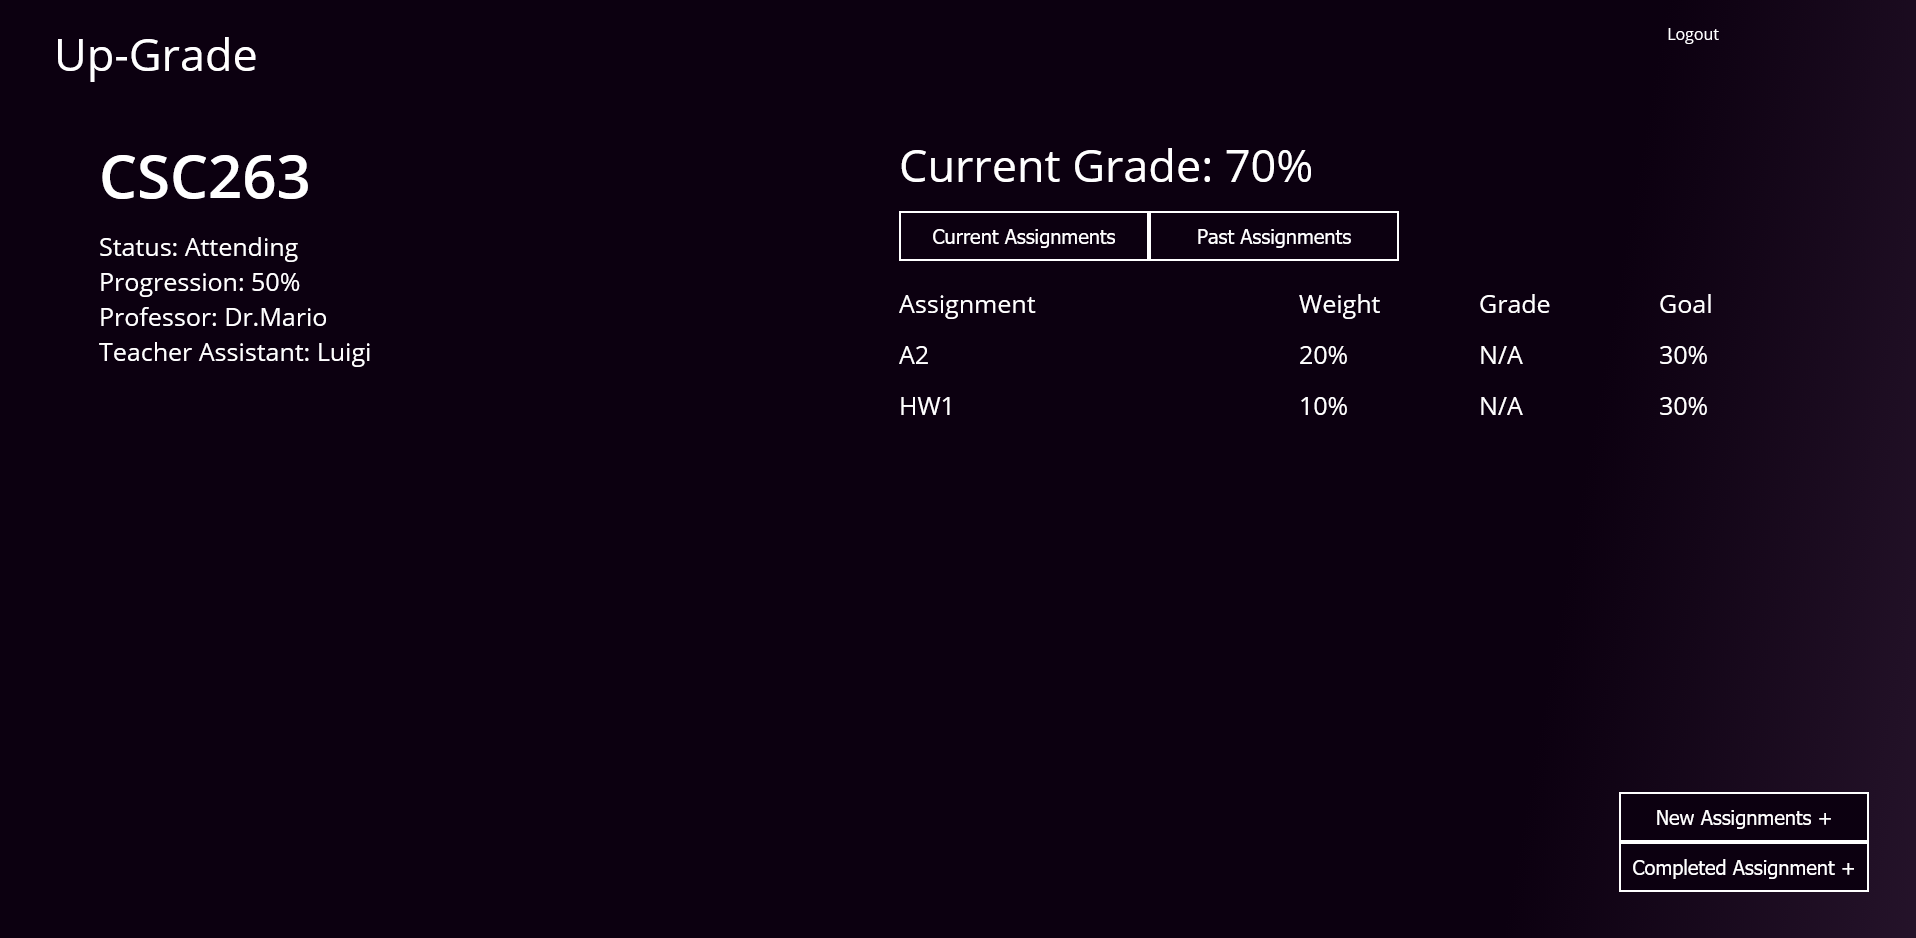 Up-Grade
Logout
CSC263
Status: Attending
Progression: 50%
Professor: Dr.Mario
Teacher Assistant: Luigi
Current Grade: 70%
Current Assignments Past Assignments
Assignment Weight Grade Goal
A2 20% N/A 30%
HW1 10% N/A 30%
New Assignments +
Completed Assignment +